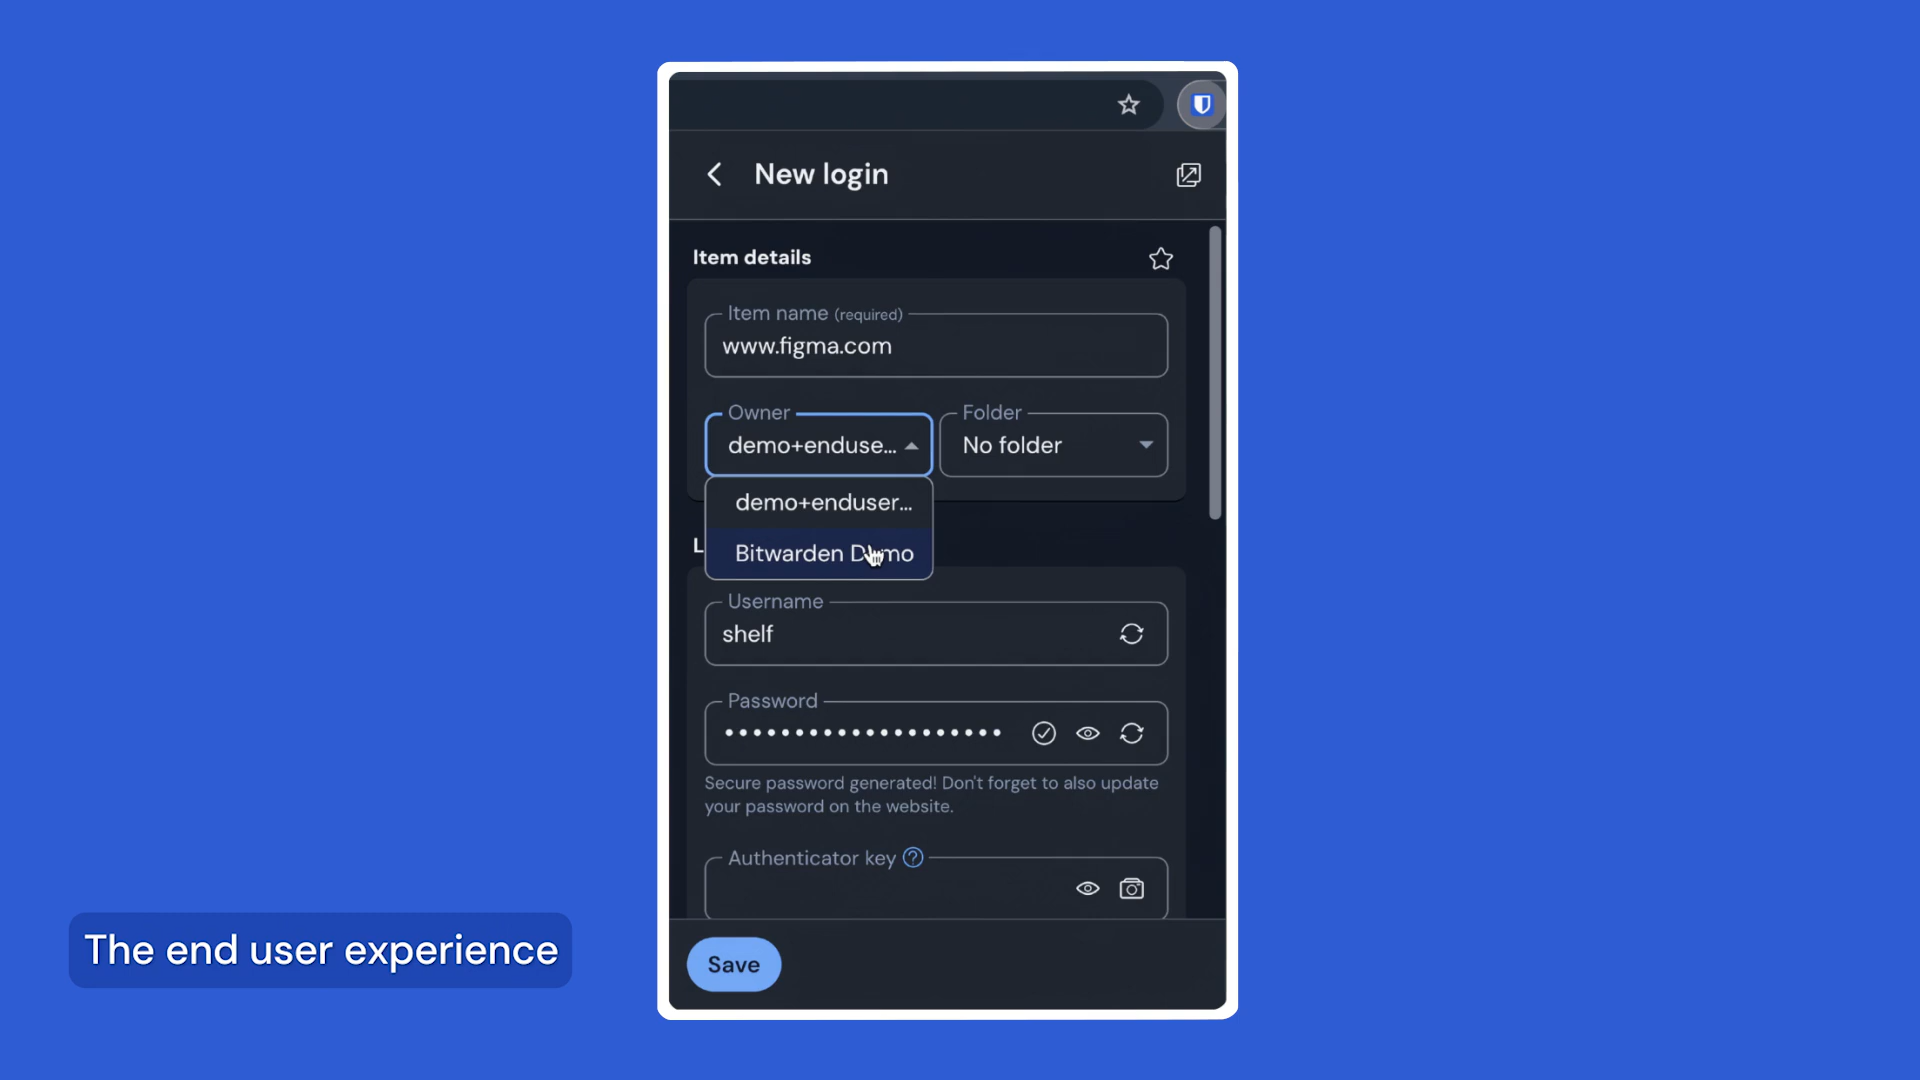 New login
Item details
Item name (required)
www.figma.com
Owner
demo+enduse...
Folder
No folder
demo+enduser...
L
Bitwarden
Username
shelf
Password
Secure password generated! Don't forget to also update
your password on the website.
Authenticator key
Save
The end user experience